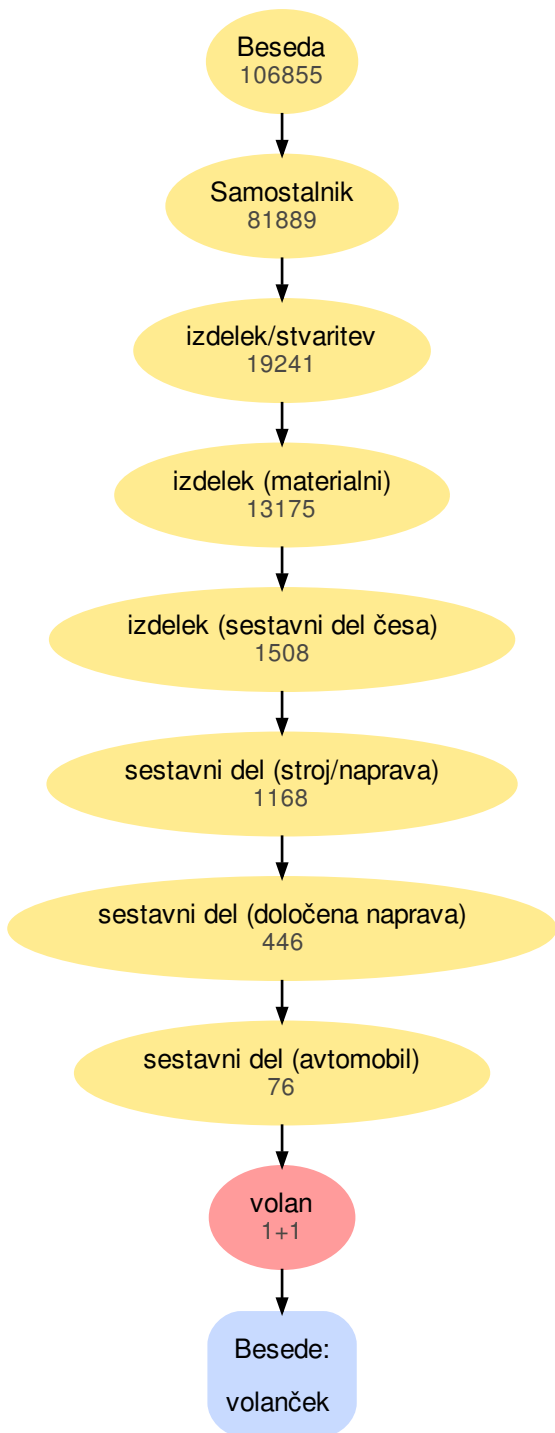 Beseda
106855
Samostalnik
81889
izdelek/stvaritev
19241
izdelek (materialni)
13175
izdelek (sestavni del česa)
1508
sestavni del (stroj/naprava)
1168
sestavni del (določena naprava)
446
sestavni del (avtomobil)
76
volan
1+1
Besede:
volanček